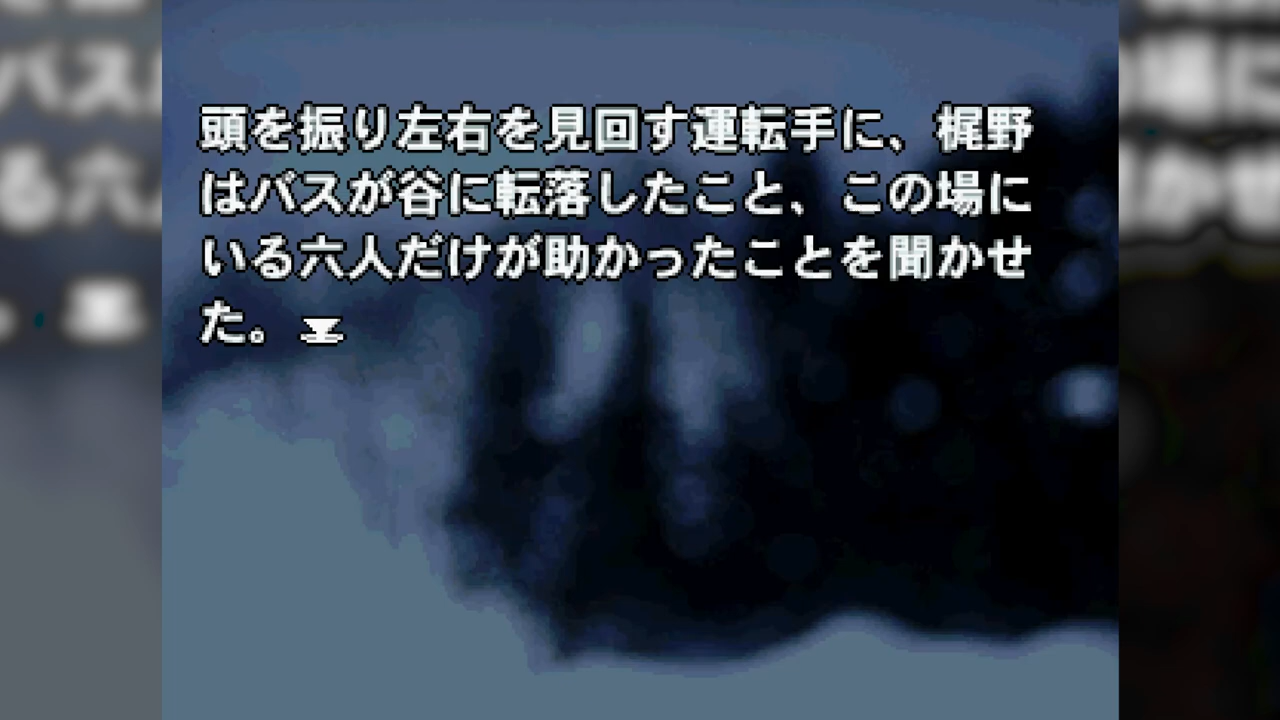 頭を振り左右を見回す運転手に、梶野
はバスが谷に転落したこと、この場に
いる六人だけが助かったことを聞かせ
た。